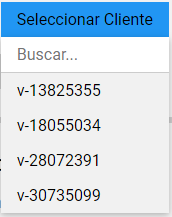 Seleccionar Cliente
Buscar...
v-13825355
v-18055034
v-28072391
v-30735099